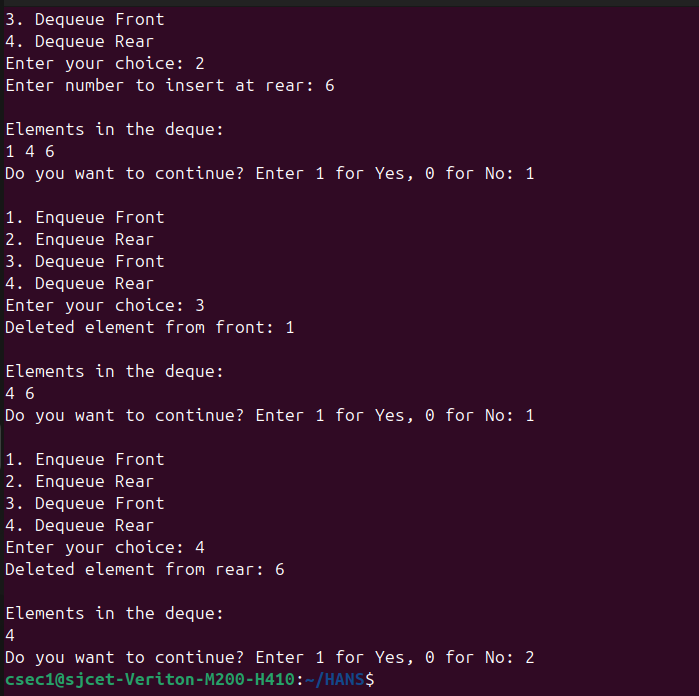 3. Dequeue Front
4. Dequeue Rear
Enter your choice: 2
Enter number to insert at rear: 6
Elements in the deque:
1 4 6
Do you want to continue? Enter 1 for Yes, 0 for No: 1
1. Enqueue Front
2. Enqueue Rear
3. Dequeue Front
4. Dequeue Rear
Enter your choice: 3
Deleted element from front: 1
Elements in the deque:
4 6
Do you want to continue? Enter 1 for Yes, 0 for No: 1
1. Enqueue Front
2. Enqueue Rear
3. Dequeue Front
4. Dequeue Rear
Enter your choice: 4
Deleted element from rear: 6
Elements in the deque:
4
Do you want to continue? Enter 1 for Yes, 0 for No: 2
csec1@sjcet-Veriton-M200-H410:~/HANS$